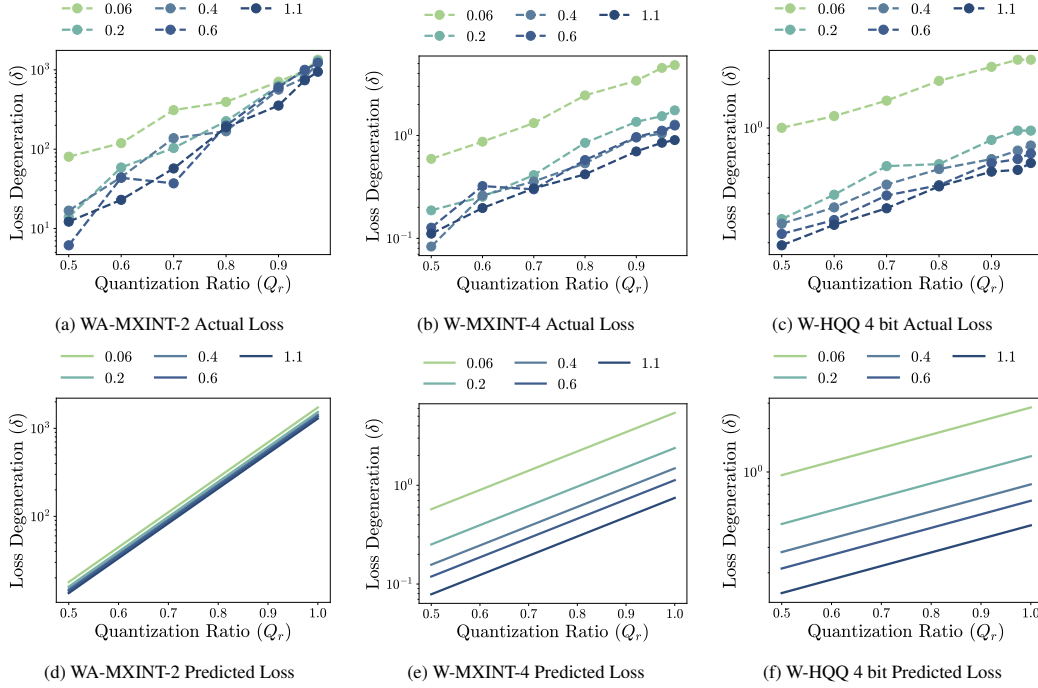 0.06 0.4 1.1
0.2 0.6
Loss Degeneration (δ)
10³
10²
10¹
0.5 0.6 0.7 0.8 0.9
Quantization Ratio (Qᵣ)
(a) WA-MXINT-2 Actual Loss
0.06 0.4 1.1
0.2 0.6
Loss Degeneration (δ)
10⁰
10⁻¹
0.5 0.6 0.7 0.8 0.9
Quantization Ratio (Qᵣ)
(b) W-MXINT-4 Actual Loss
0.06 0.4 1.1
0.2 0.6
Loss Degeneration (δ)
10⁰
0.5 0.6 0.7 0.8 0.9
Quantization Ratio (Qᵣ)
(c) W-HQQ 4 bit Actual Loss
0.06 0.4 1.1
0.2 0.6
Loss Degeneration (δ)
10³
10²
0.5 0.6 0.7 0.8 0.9 1.0
Quantization Ratio (Qᵣ)
(d) WA-MXINT-2 Predicted Loss
0.06 0.4 1.1
0.2 0.6
Loss Degeneration (δ)
10⁰
10⁻¹
0.5 0.6 0.7 0.8 0.9 1.0
Quantization Ratio (Qᵣ)
(e) W-MXINT-4 Predicted Loss
0.06 0.4 1.1
0.2 0.6
Loss Degeneration (δ)
10⁰
0.5 0.6 0.7 0.8 0.9 1.0
Quantization Ratio (Qᵣ)
(f) W-HQQ 4 bit Predicted Loss